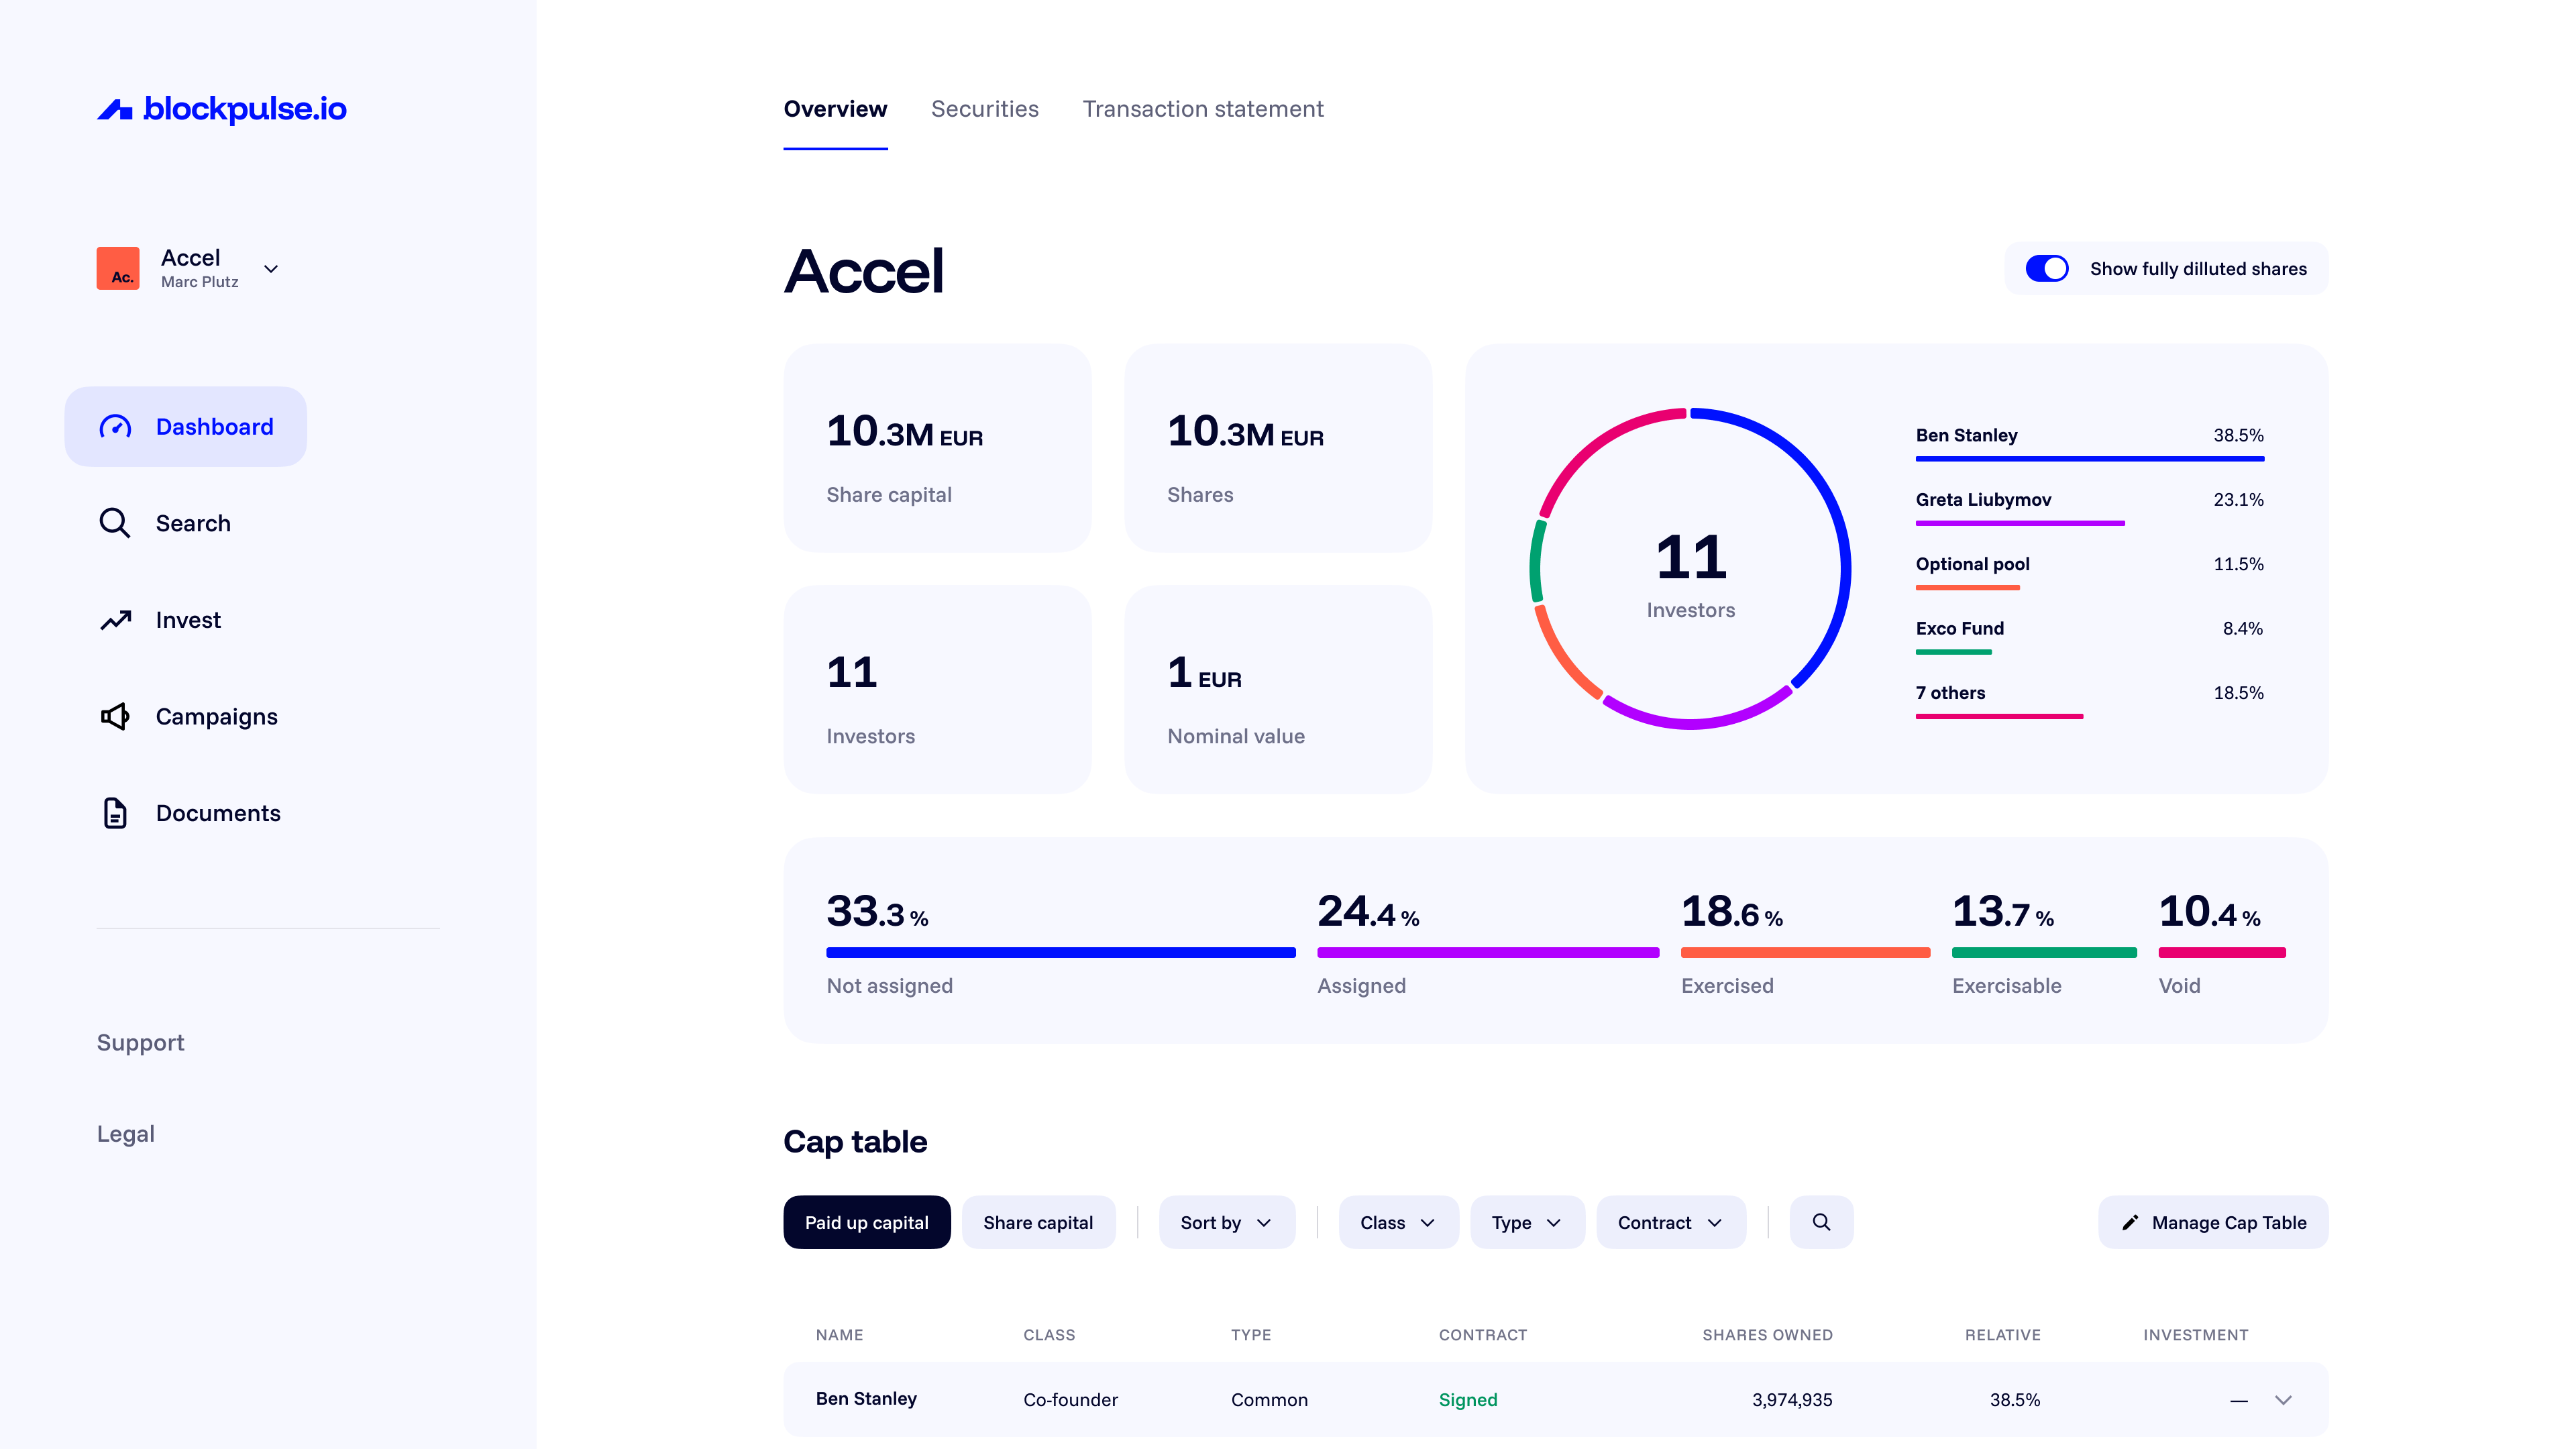 blockpulse.io
Accel
Marc Plutz
Ac.
Dashboard
Search
Invest
Campaigns
Documents
Support
Legal
Overview Securities Transaction statement
Accel
Show fully dilluted shares
10.3M EUR
Share capital
10.3M EUR
Shares
11
Investors
1 EUR
Nominal value
11
Investors
Ben Stanley 38.5%
Greta Liubymov 23.1%
Optional pool 11.5%
Exco Fund 8.4%
7 others 18.5%
33.3 % 24.4 % 18.6 % 13.7 % 10.4 %
Not assigned Assigned Exercised Exercisable Void
Cap table
Paid up capital Share capital Sort by Class Type Contract Manage Cap Table
NAME CLASS TYPE CONTRACT SHARES OWNED RELATIVE INVESTMENT
Ben Stanley Co-founder Common Signed 3,974,935 38.5% —